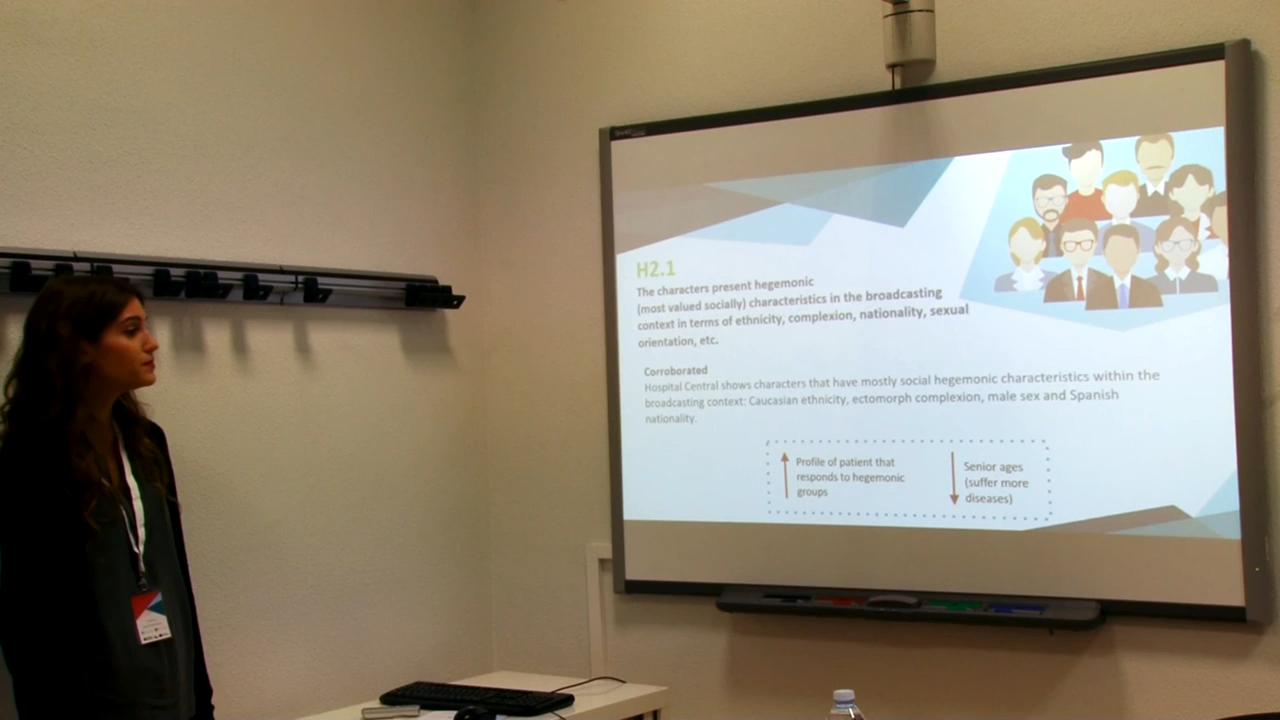 H2.1
The characters present hegemonic
(most valued socially) characteristics in the broadcasting
context in terms of ethnicity, complexion, nationality, sexual
orientation, etc.
Corroborated
Hospital Central shows characters that have mostly social hegemonic characteristics within the
broadcasting context: Caucasian ethnicity, ectomorph complexion, male sex and Spanish
nationality.
Profile of patient that
responds to hegemonic
groups
Senior ages
(suffer more
diseases)